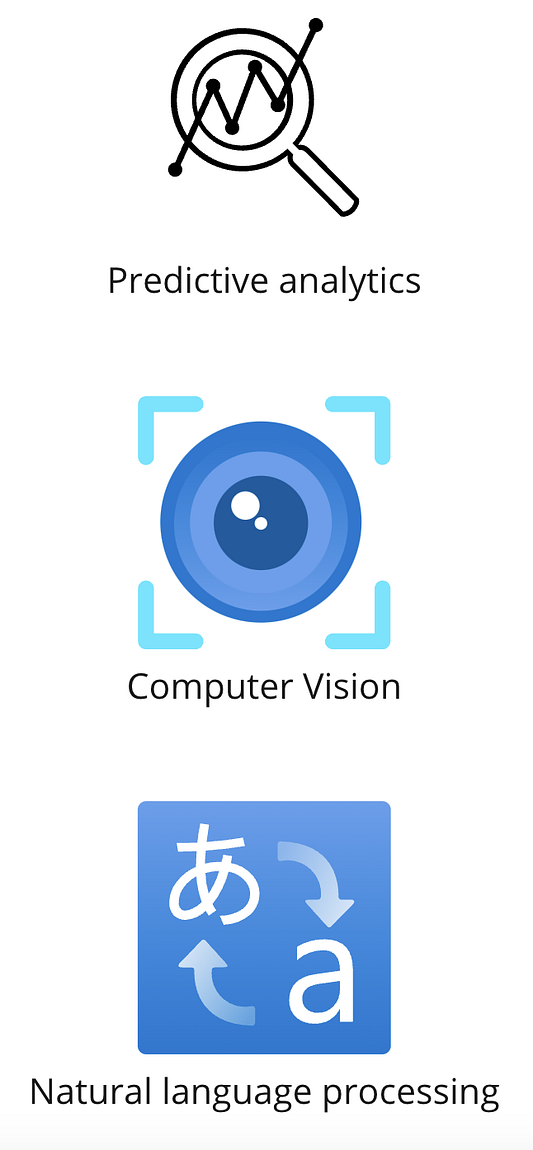 Predictive analytics
Computer Vision
あ
a
Natural language processing